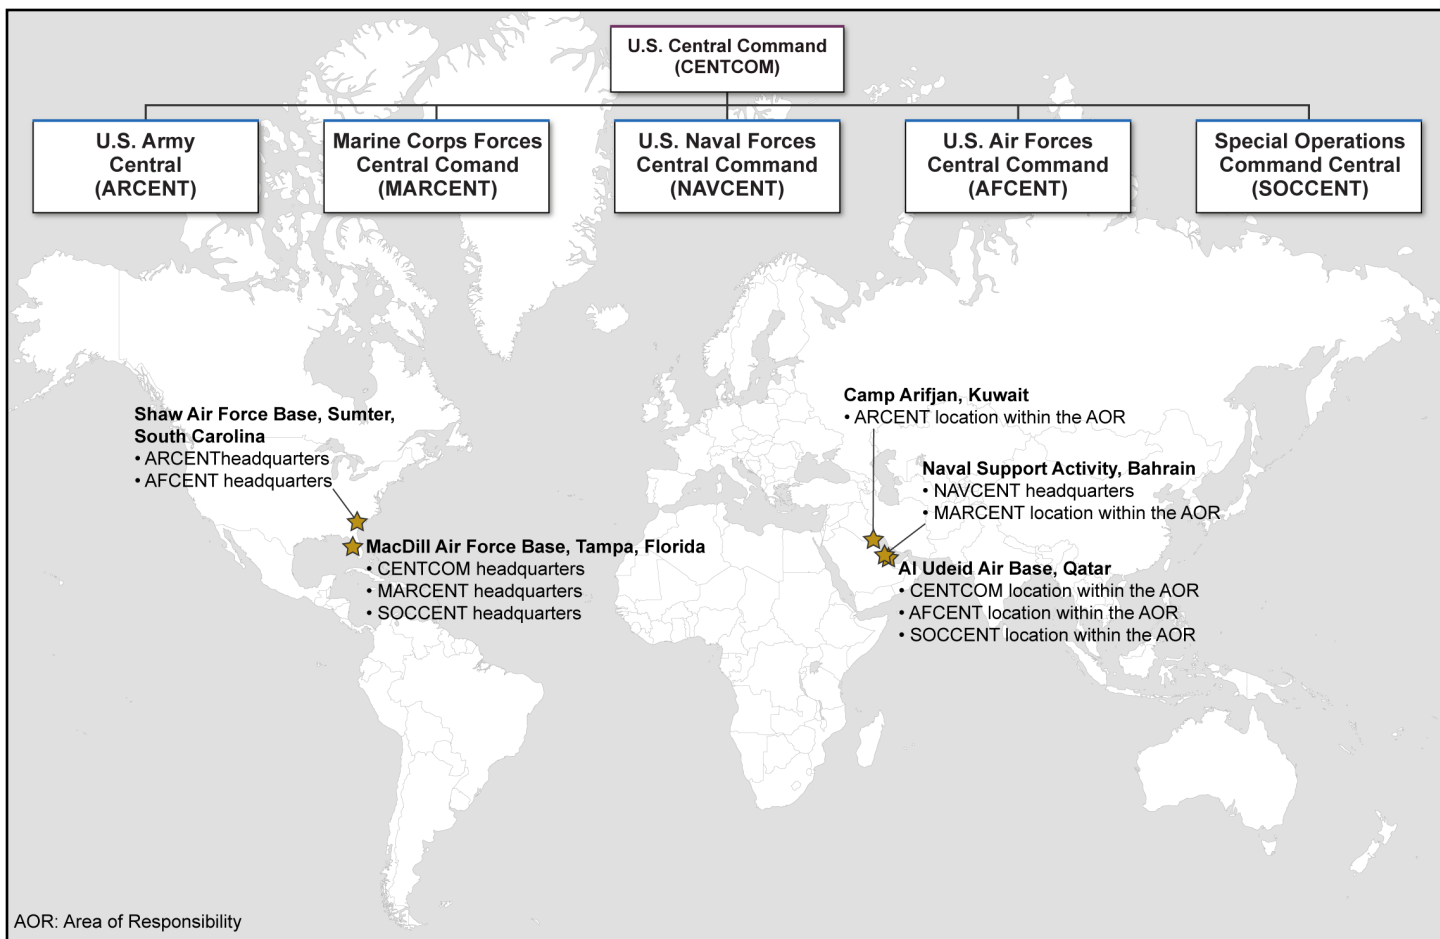 U.S. Central Command
(CENTCOM)
U.S. Army
Central
(ARCENT)
Marine Corps Forces
Central Comand
(MARCENT)
U.S. Naval Forces
Central Command
(NAVCENT)
U.S. Air Forces
Central Command
(AFCENT)
Special Operations
Command Central
(SOCCENT)
Shaw Air Force Base, Sumter,
South Carolina
• ARCENTheadquarters
• AFCENT headquarters
MacDill Air Force Base, Tampa, Florida
• CENTCOM headquarters
• MARCENT headquarters
• SOCCENT headquarters
Camp Arifjan, Kuwait
• ARCENT location within the AOR
Naval Support Activity, Bahrain
• NAVCENT headquarters
• MARCENT location within the AOR
Al Udeid Air Base, Qatar
• CENTCOM location within the AOR
• AFCENT location within the AOR
• SOCCENT location within the AOR
AOR: Area of Responsibility